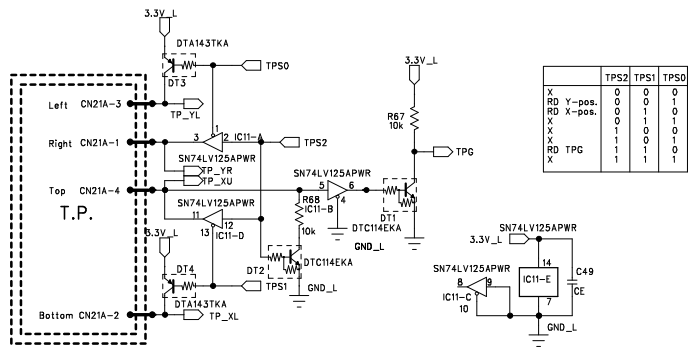 3.3V_L
DTA143TKA
DT3
TPS0
Left CN21A-3
TP_YL
Right CN21A-1
3
1
2
IC11-A
TPS2
SN74LV125APWR
TP_YR
TP_XU
Top CN21A-4
T.P.
SN74LV125APWR
11
12
13
IC11-D
3.3V_L
DT4
TPS1
DTA143TKA
Bottom CN21A-2
TP_XL
SN74LV125APWR
5
6
4
R68
IC11-B
10k
DT2
DTC114EKA
GND_L
3.3V_L
R67
10k
TPG
DT1
DTC114EKA
GND_L
TPS2 TPS1 TPS0
X 0 0 0
RD Y-pos. 0 0 1
RD X-pos. 0 1 0
X 0 1 1
X 1 0 0
X 1 0 1
RD TPG 1 1 0
X 1 1 1
SN74LV125APWR
3.3V_L
14
SN74LV125APWR
8
9
IC11-C
10
IC11-E
7
C49
CE
GND_L